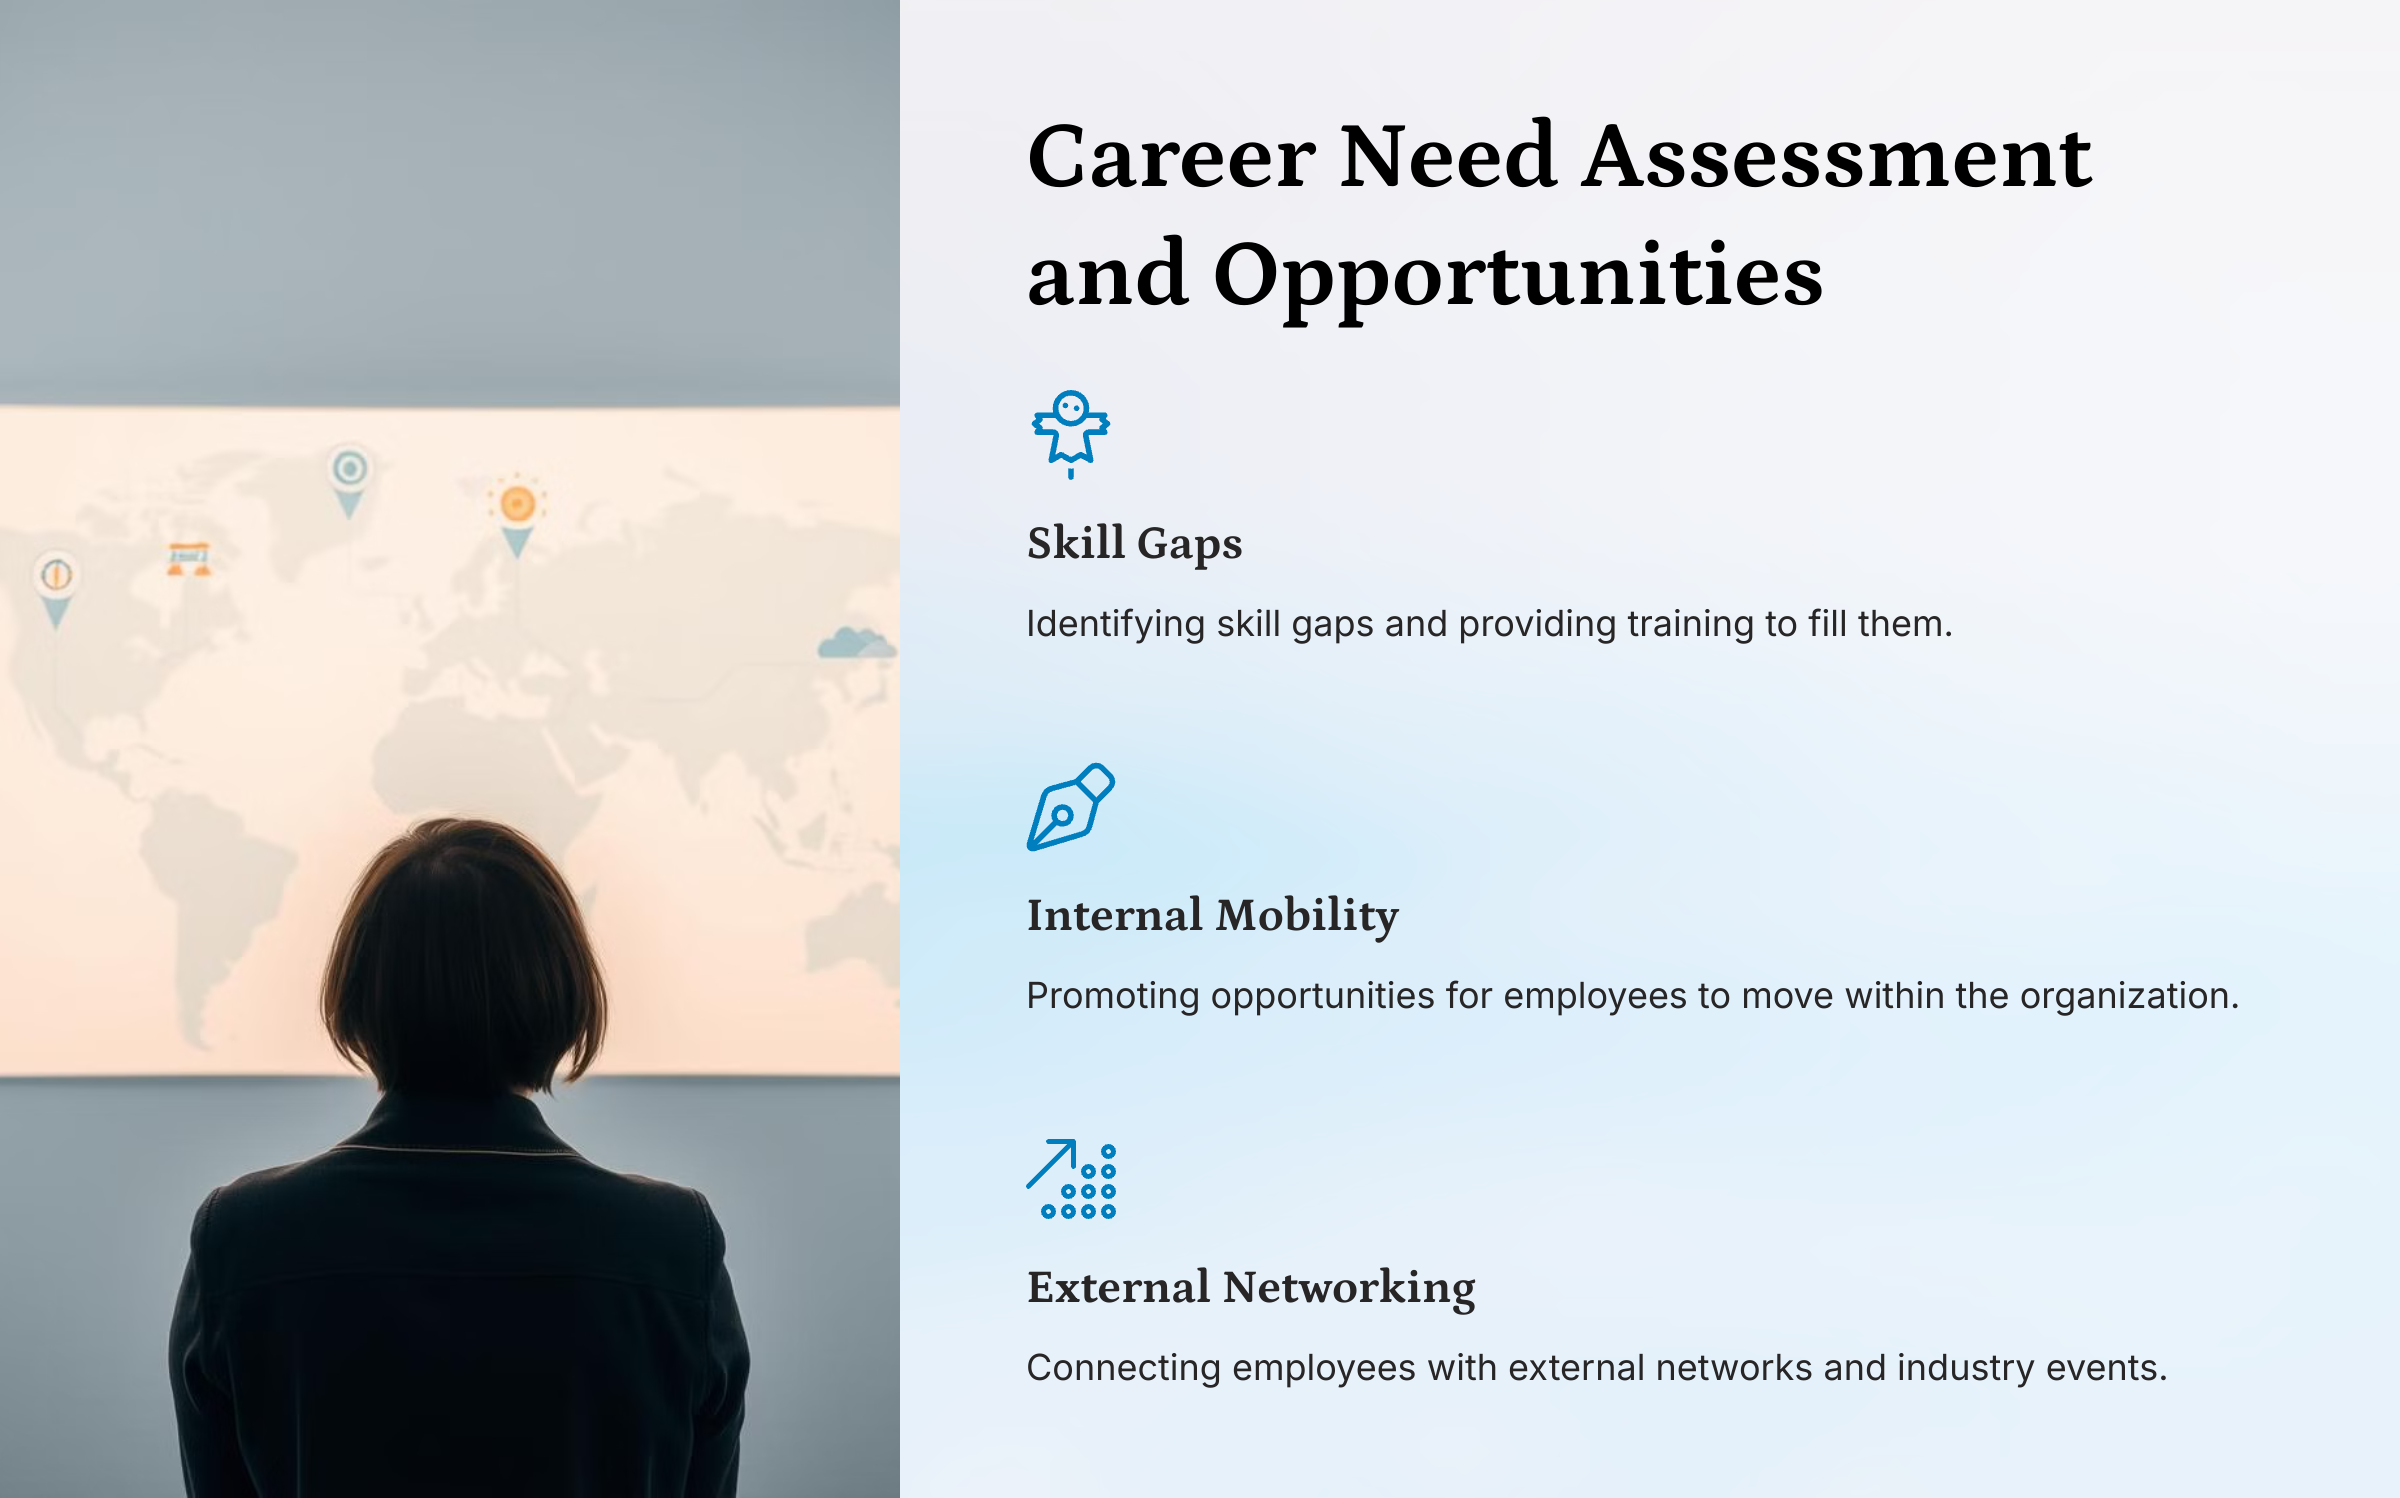 Career Need Assessment
and Opportunities
Skill Gaps
Identifying skill gaps and providing training to fill them.
Internal Mobility
Promoting opportunities for employees to move within the organization.
External Networking
Connecting employees with external networks and industry events.